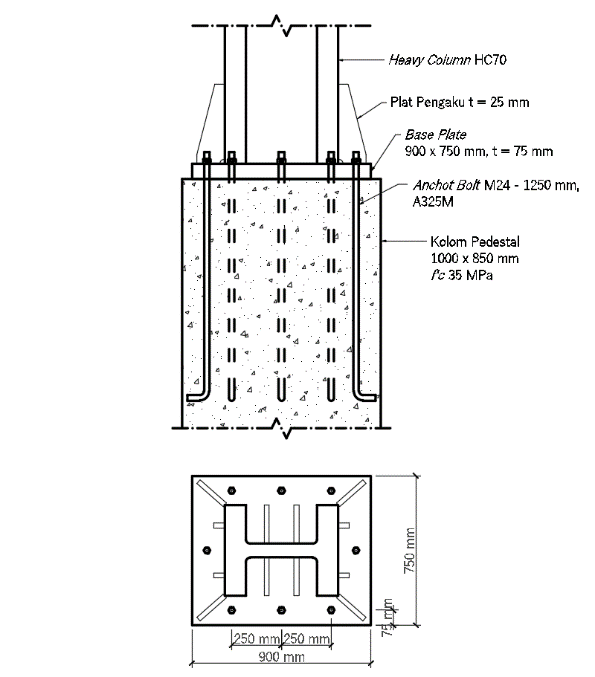 Heavy Column HC70
Plat Pengaku t = 25 mm
Base Plate
900 x 750 mm, t = 75 mm
Anchot Bolt M24 - 1250 mm,
A325M
Kolom Pedestal
1000 x 850 mm
f'c 35 MPa
750 mm
75 mm
250 mm 250 mm
900 mm